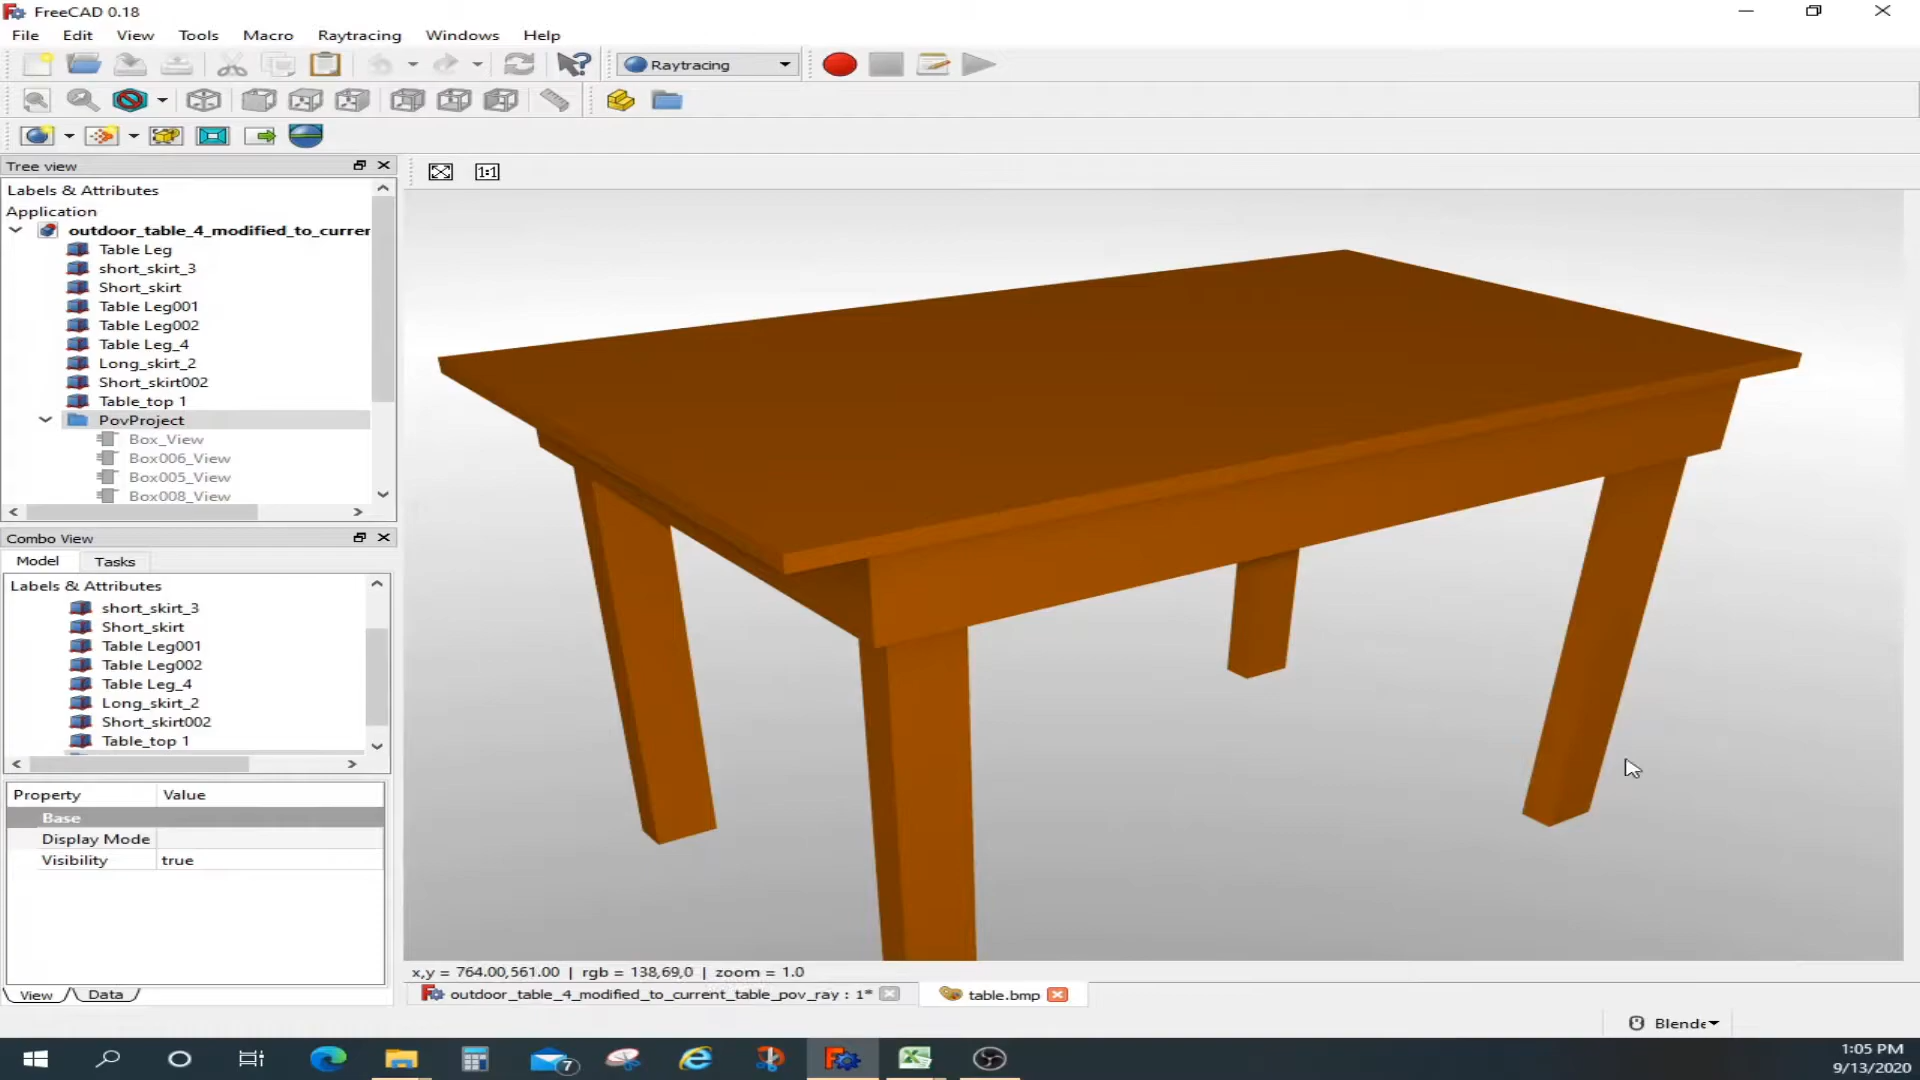 FreeCAD 0.18
File Edit View Tools Macro Raytracing Windows Help
Raytracing
Tree view
Labels & Attributes
Application
outdoor_table_4_modified_to_curren
Table Leg
short_skirt_3
Short_skirt
Table Leg001
Table Leg002
Table Leg_4
Long_skirt_2
Short_skirt002
Table_top 1
PovProject
Box_View
Box006_View
Box005_View
Box008_View
1:1
Combo View
Model Tasks
Labels & Attributes
short_skirt_3
Short_skirt
Table Leg001
Table Leg002
Table Leg_4
Long_skirt_2
Short_skirt002
Table_top 1
Property Value
Base
Display Mode
Visibility true
View Data
x,y = 764.00,561.00 | rgb = 138,69,0 | zoom = 1.0
outdoor_table_4_modified_to_current_table_pov_ray : 1*
table.bmp
Blende
7
1:05 PM
9/13/2020